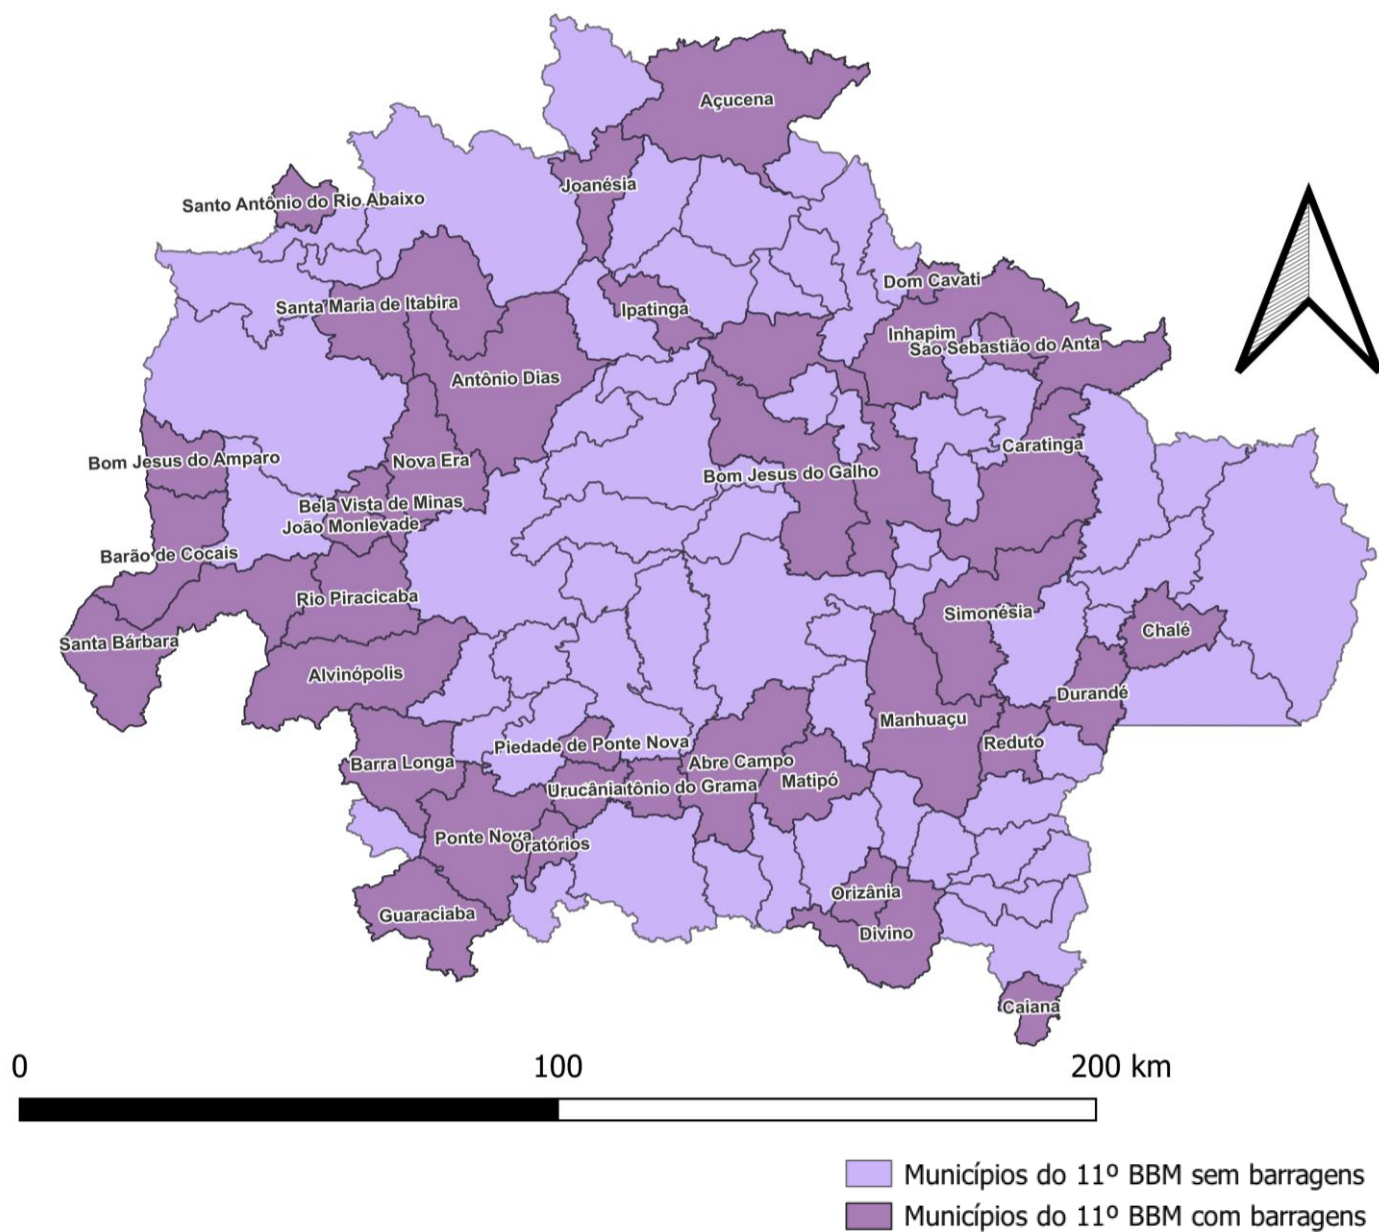 Açucena
Joanésia
Santo Antônio do Rio Abaixo
Dom Cavati
Santa Maria de Itabira
Ipatinga
Inhapim
São Sebastião do Anta
Antônio Dias
Caratinga
Bom Jesus do Amparo
Nova Era
Bom Jesus do Galho
Bela Vista de Minas
João Monlevade
Barão de Cocais
Rio Piracicaba
Simonésia
Chalé
Santa Bárbara
Alvinópolis
Durandé
Manhuaçu
Reduto
Piedade de Ponte Nova
Barra Longa
Abre Campo
Matipó
Urucânia
tônio do Grama
Ponte Nova
Oratórios
Orizânia
Guaraciaba
Divino
Caiana
0 100 200 km
Municípios do 11º BBM sem barragens
Municípios do 11º BBM com barragens